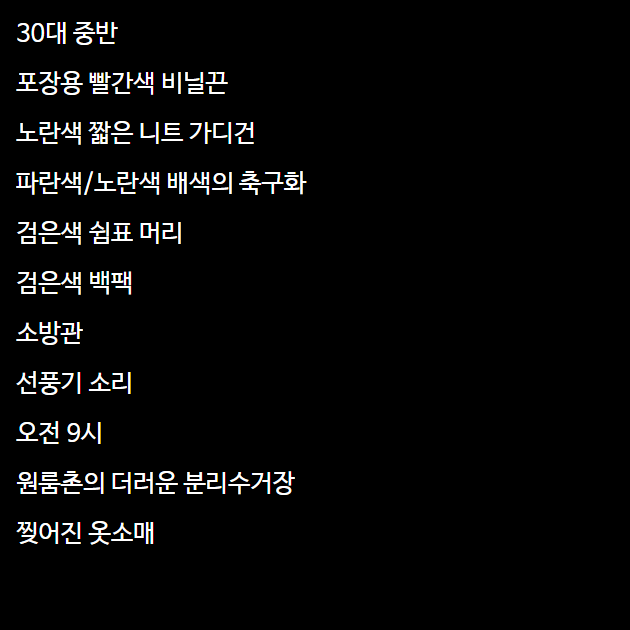 30대 중반
포장용 빨간색 비닐끈
노란색 짧은 니트 가디건
파란색/노란색 배색의 축구화
검은색 쉼표 머리
검은색 백팩
소방관
선풍기 소리
오전 9시
원룸촌의 더러운 분리수거장
찢어진 옷소매